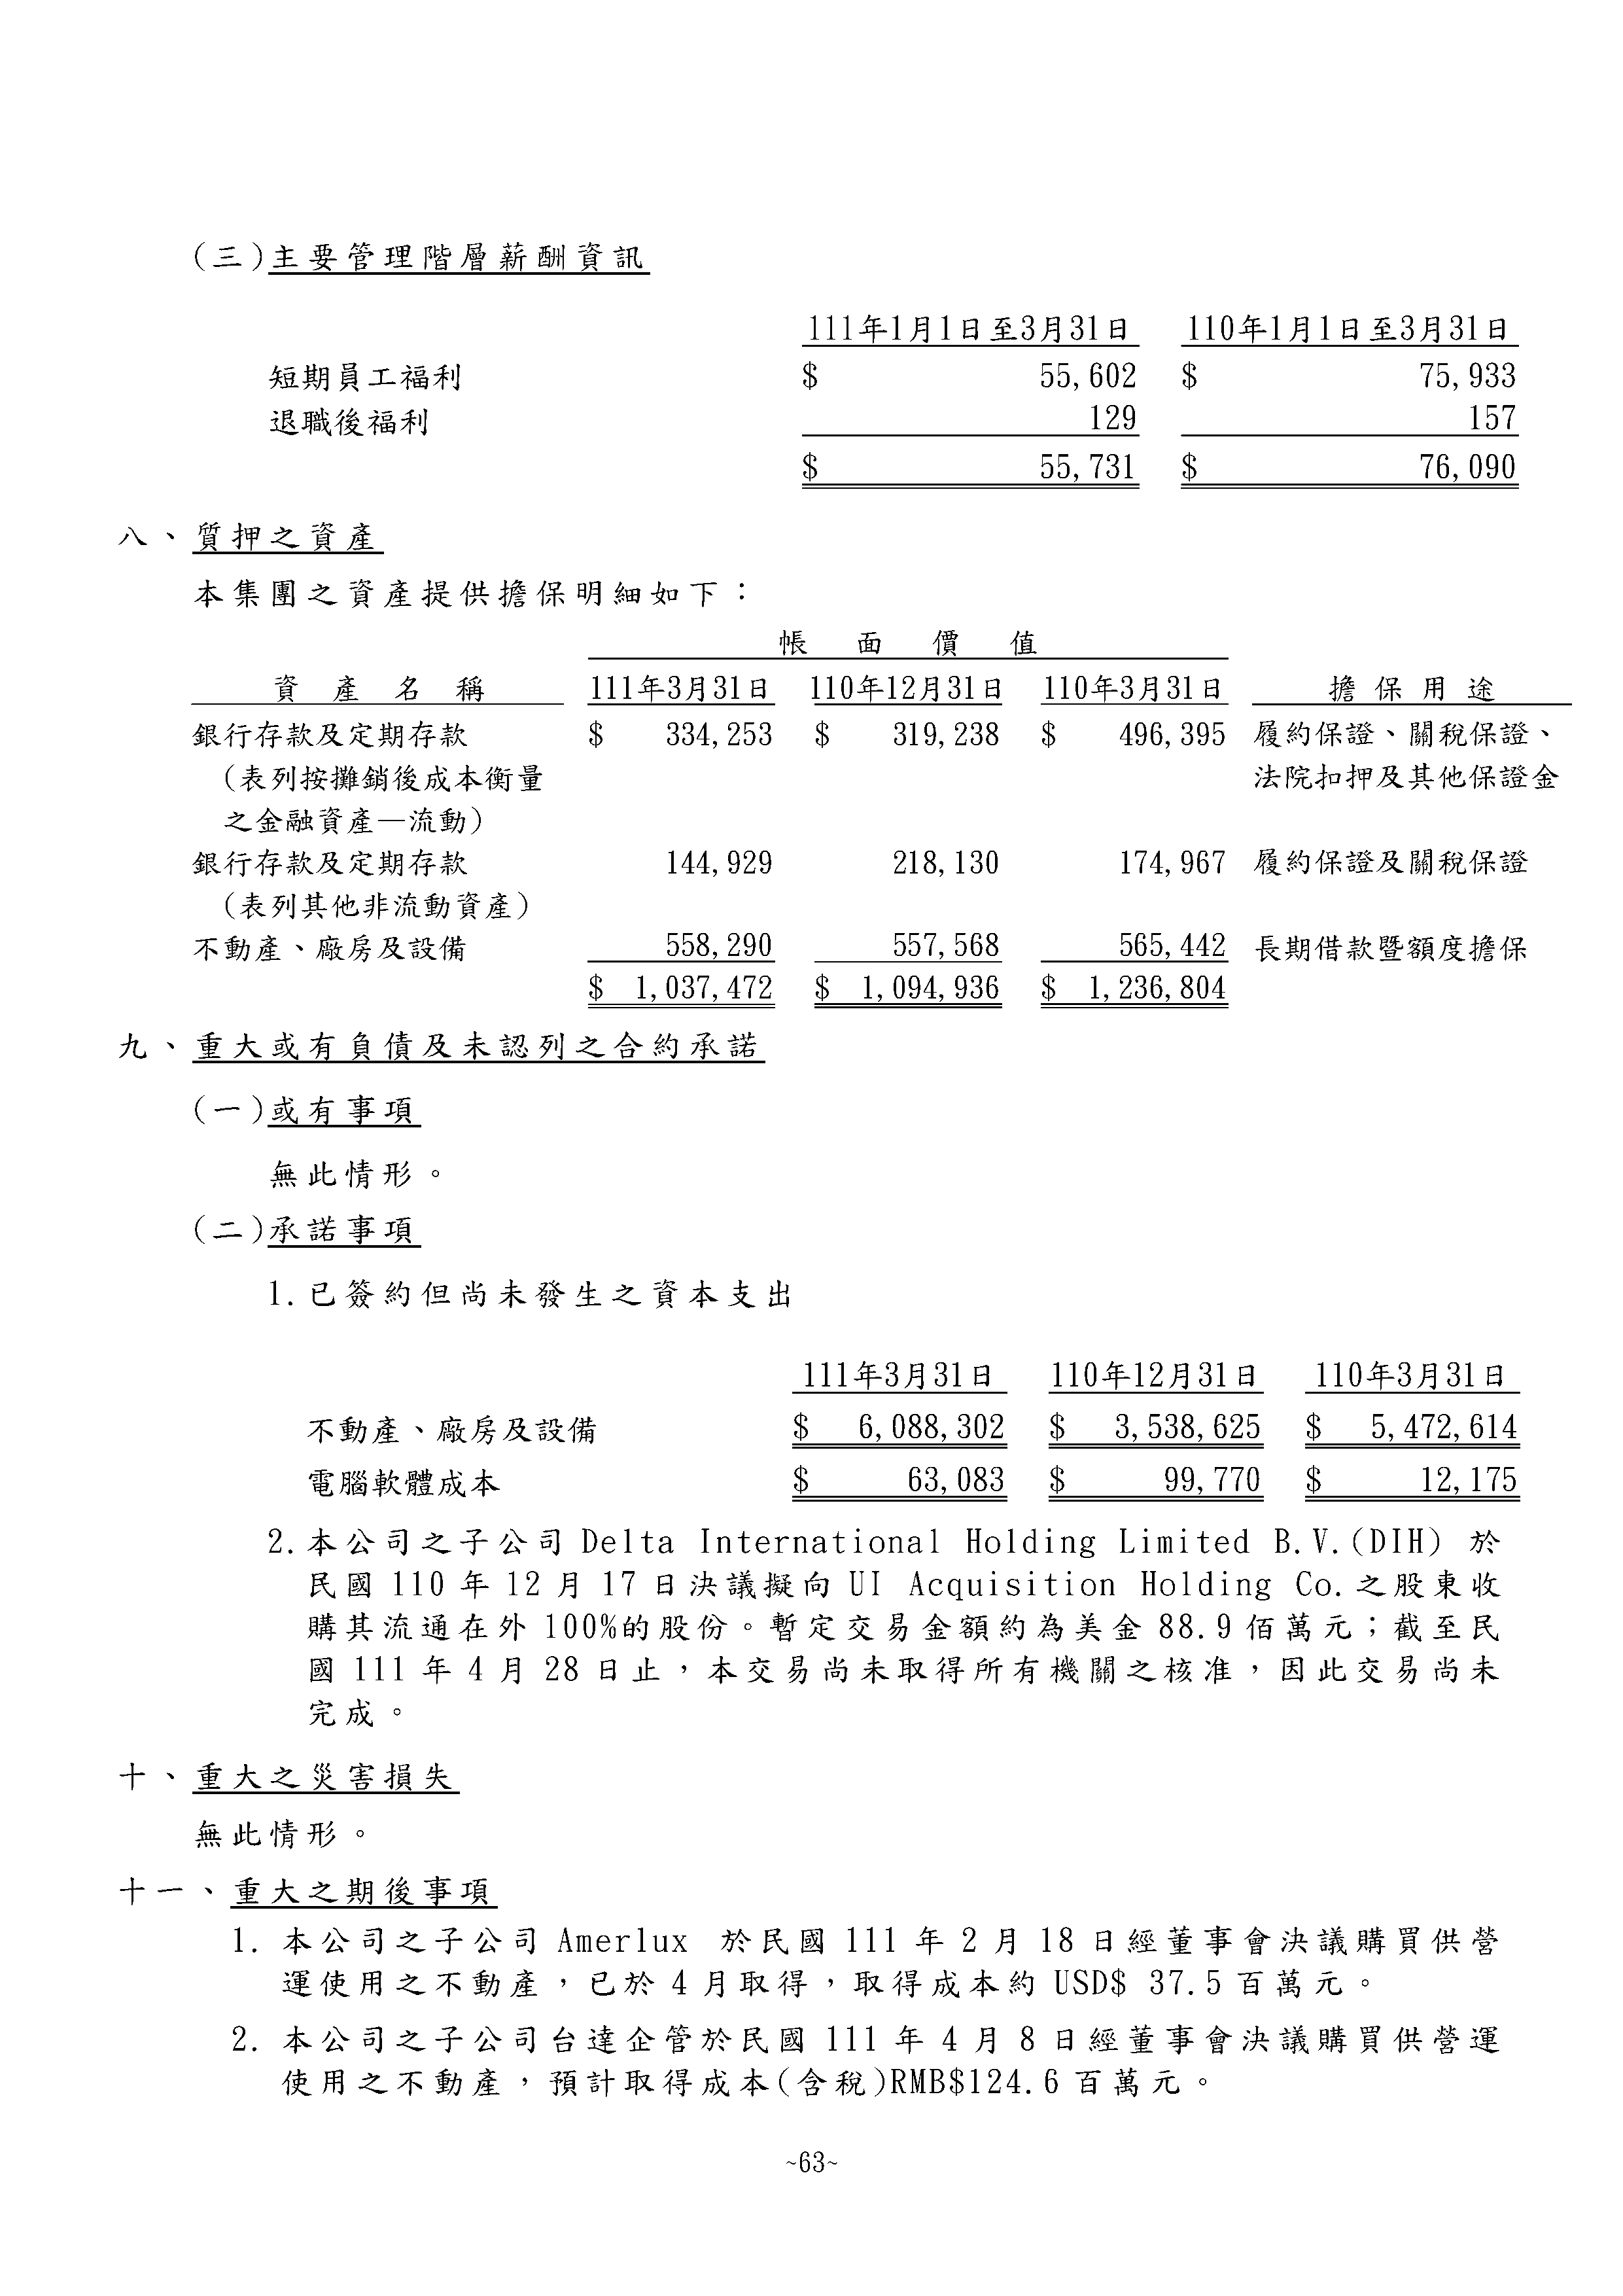 (三)主要管理階層薪酬資訊
111年1月1日至3月31日 110年1月1日至3月31日
短期員工福利 $ 55,602 $ 75,933
退職後福利 129 157
$ 55,731 $ 76,090
八、質押之資產
本集團之資產提供擔保明細如下：
帳 面 價 值
資 產 名 稱 111年3月31日 110年12月31日 110年3月31日 擔 保 用 途
銀行存款及定期存款 $ 334,253 $ 319,238 $ 496,395 履約保證、關稅保證、
(表列按攤銷後成本衡量 法院扣押及其他保證金
之金融資產—流動)
銀行存款及定期存款 144,929 218,130 174,967 履約保證及關稅保證
(表列其他非流動資產)
不動產、廠房及設備 558,290 557,568 565,442 長期借款暨額度擔保
$ 1,037,472 $ 1,094,936 $ 1,236,804
九、重大或有負債及未認列之合約承諾
(一)或有事項
無此情形。
(二)承諾事項
1.已簽約但尚未發生之資本支出
111年3月31日 110年12月31日 110年3月31日
不動產、廠房及設備 $ 6,088,302 $ 3,538,625 $ 5,472,614
電腦軟體成本 $ 63,083 $ 99,770 $ 12,175
2.本公司之子公司 Delta International Holding Limited B.V.(DIH) 於
民國 110 年 12 月 17 日決議擬向 UI Acquisition Holding Co.之股東收
購其流通在外 100%的股份。暫定交易金額約為美金 88.9 佰萬元；截至民
國 111 年 4 月 28 日止，本交易尚未取得所有機關之核准，因此交易尚未
完成。
十、重大之災害損失
無此情形。
十一、重大之期後事項
1. 本公司之子公司 Amerlux 於民國 111 年 2 月 18 日經董事會決議購買供營
運使用之不動產，已於 4 月取得，取得成本約 USD$ 37.5 百萬元。
2. 本公司之子公司台達企管於民國 111 年 4 月 8 日經董事會決議購買供營運
使用之不動產，預計取得成本(含稅)RMB$124.6 百萬元。
~63~